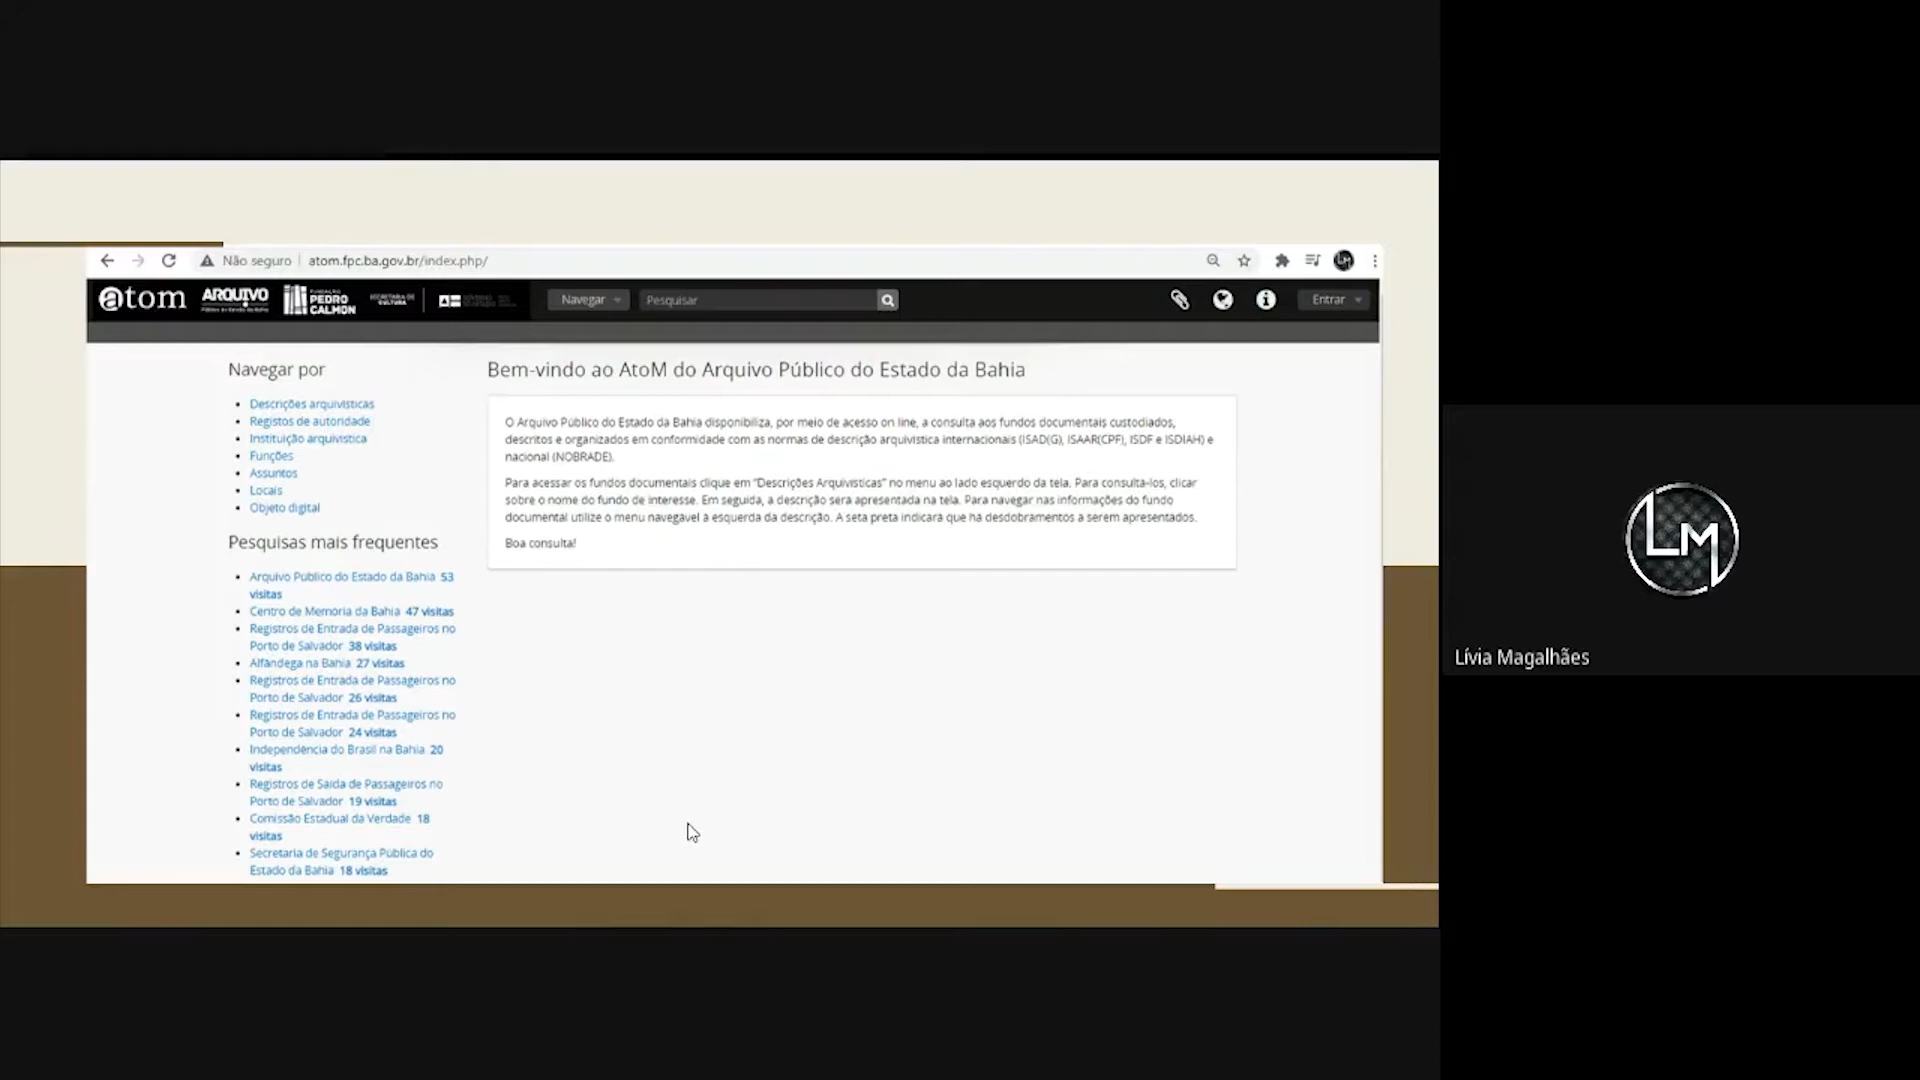 Não seguro
atom.fpc.ba.gov.br/index.php/
atom
ARQUIVO
FUNDAÇÃO
PEDRO
CALMON
SECRETARIA DE
CULTURA
Navegar
Pesquisar
Entrar
Navegar por
Descrições arquivísticas
Registos de autoridade
Instituição arquivística
Funções
Assuntos
Locais
Objeto digital
Pesquisas mais frequentes
Arquivo Público do Estado da Bahia 53
visitas
Centro de Memória da Bahia 47 visitas
Registros de Entrada de Passageiros no
Porto de Salvador 38 visitas
Alfândega na Bahia 27 visitas
Registros de Entrada de Passageiros no
Porto de Salvador 26 visitas
Registros de Entrada de Passageiros no
Porto de Salvador 24 visitas
Independência do Brasil na Bahia 20
visitas
Registros de Saída de Passageiros no
Porto de Salvador 19 visitas
Comissão Estadual da Verdade 18
visitas
Secretaria de Segurança Pública do
Estado da Bahia 18 visitas
Bem-vindo ao AtoM do Arquivo Público do Estado da Bahia
O Arquivo Público do Estado da Bahia disponibiliza, por meio de acesso on line, a consulta aos fundos documentais custodiados,
descritos e organizados em conformidade com as normas de descrição arquivística internacionais (ISAD(G), ISAAR(CPF), ISDF e ISDIAH) e
nacional (NOBRADE).
Para acessar os fundos documentais clique em “Descrições Arquivísticas” no menu ao lado esquerdo da tela. Para consultá-los, clicar
sobre o nome do fundo de interesse. Em seguida, a descrição será apresentada na tela. Para navegar nas informações do fundo
documental utilize o menu navegável à esquerda da descrição. A seta preta indicará que há desdobramentos a serem apresentados.
Boa consulta!
LM
Lívia Magalhães